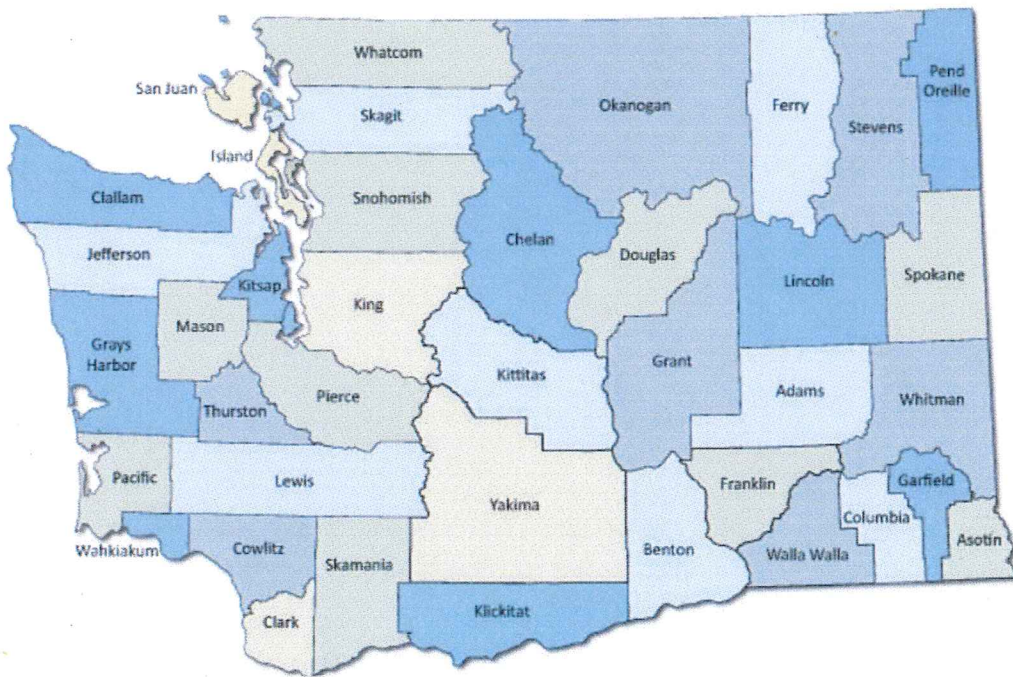 Whatcom
San Juan
Skagit
Okanogan
Ferry
Pend
Oreille
Stevens
Island
Clallam
Snohomish
Jefferson
Chelan
Douglas
Kitsap
Lincoln
Spokane
King
Mason
Grays
Harbor
Grant
Kittitas
Adams
Pierce
Whitman
Thurston
Pacific
Lewis
Franklin
Garfield
Yakima
Columbia
Wahkiakum
Cowlitz
Benton
Walla Walla
Asotin
Skamania
Klickitat
Clark